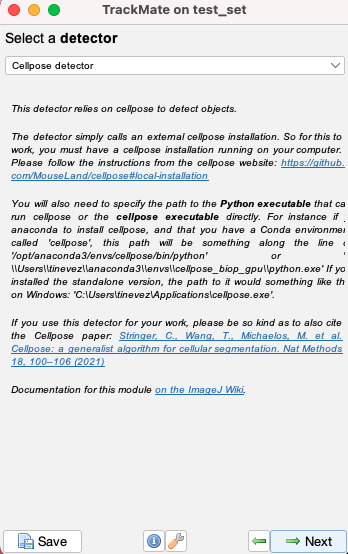 TrackMate on test_set
Select a detector
Cellpose detector
This detector relies on cellpose to detect objects.
The detector simply calls an external cellpose installation. So for this to
work, you must have a cellpose installation running on your computer.
Please follow the instructions from the cellpose website: https://github.
com/MouseLand/cellpose#local-installation
You will also need to specify the path to the Python executable that ca
run cellpose or the cellpose executable directly. For instance if
anaconda to install cellpose, and that you have a Conda environmen
called 'cellpose', this path will be something along the line
'/opt/anaconda3/envs/cellpose/bin/python' or '
\\Users\\tinevez\\anaconda3\\envs\\cellpose_biop_gpu\\python.exe' If yo
installed the standalone version, the path to it would something like th
on Windows: 'C:\Users\tinevez\Applications\cellpose.exe'.
If you use this detector for your work, please be so kind as to also cite
the Cellpose paper: Stringer, C., Wang, T., Michaelos, M. et al.
Cellpose: a generalist algorithm for cellular segmentation. Nat Methods
18, 100–106 (2021)
Documentation for this module on the ImageJ Wiki.
Save Next